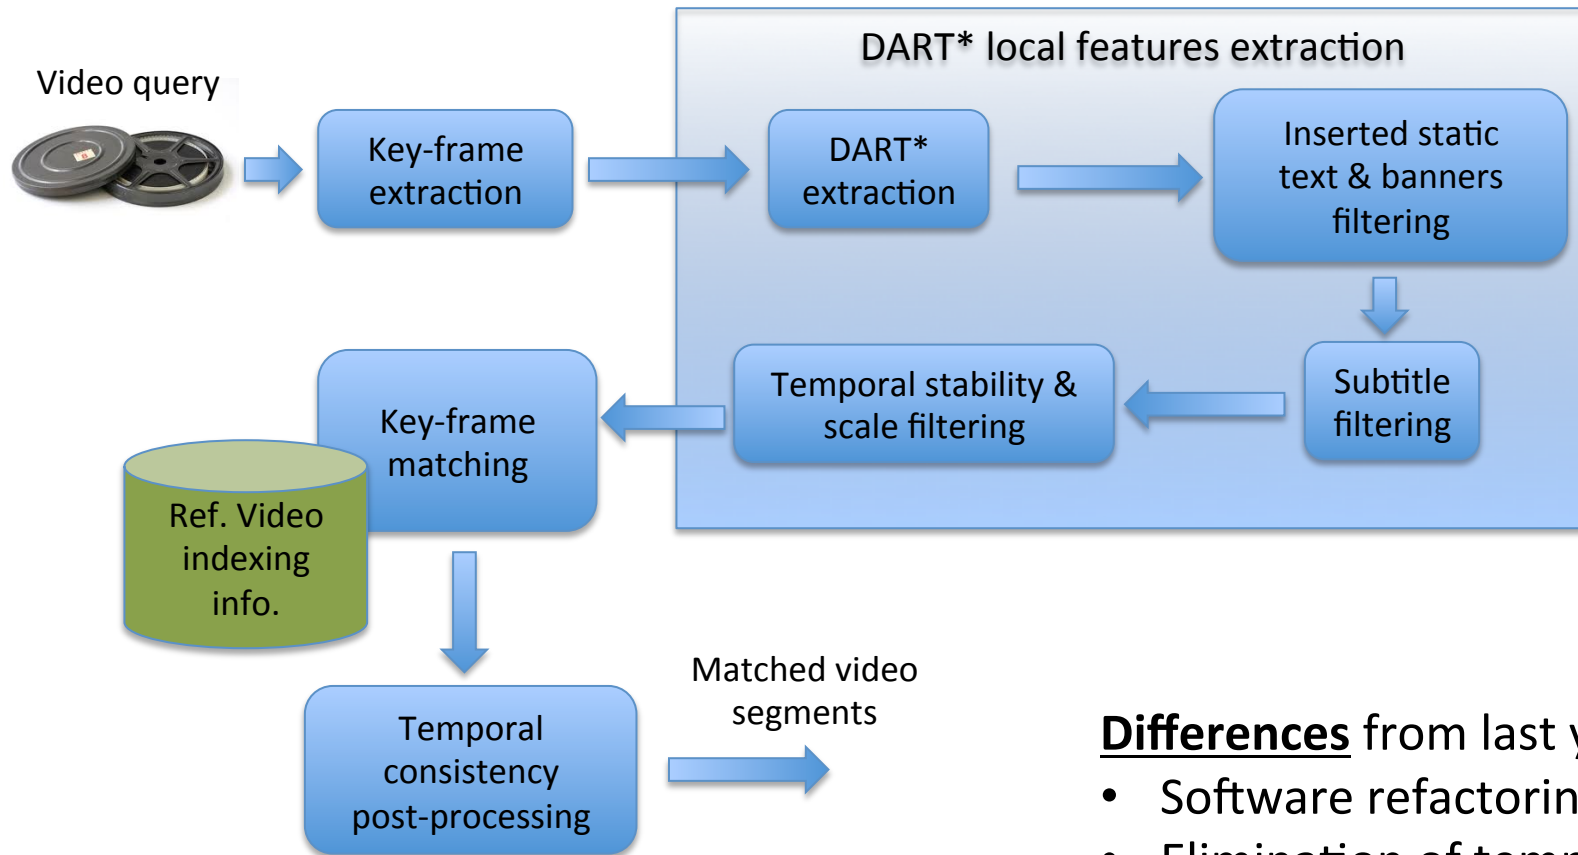 DART* local features extraction
Video query
Key-frame
extraction
DART*
extraction
Inserted static
text & banners
filtering
Subtitle
filtering
Temporal stability &
scale filtering
Key-frame
matching
Ref. Video
indexing
info.
Temporal
consistency
post-processing
Matched video
segments
Differences from last
• Software
• Elimination of